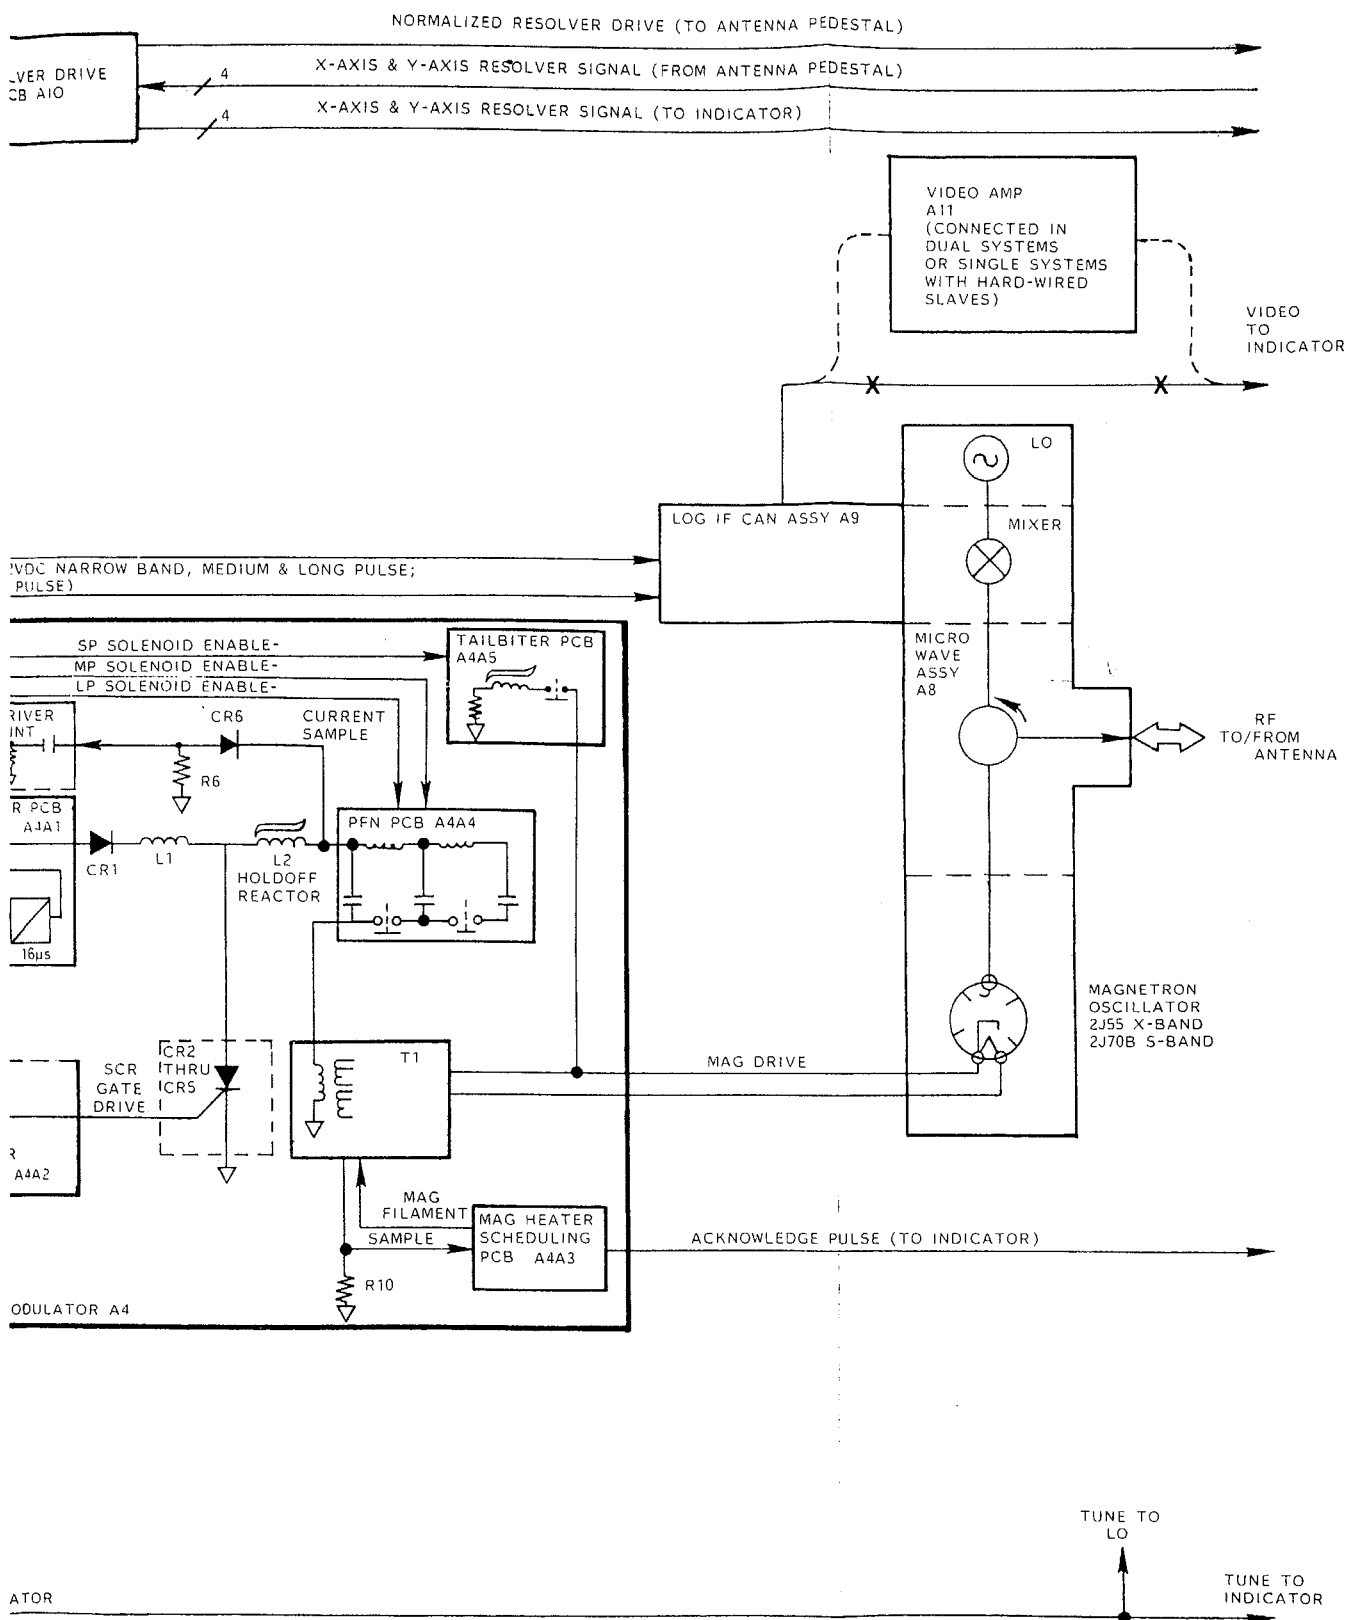 NORMALIZED RESOLVER DRIVE (TO ANTENNA PEDESTAL)
LVER DRIVE
CB A10
4
X-AXIS & Y-AXIS RESOLVER SIGNAL (FROM ANTENNA PEDESTAL)
4
X-AXIS & Y-AXIS RESOLVER SIGNAL (TO INDICATOR)
VIDEO AMP
A11
(CONNECTED IN
DUAL SYSTEMS
OR SINGLE SYSTEMS
WITH HARD-WIRED
SLAVES)
VIDEO
TO
INDICATOR
LO
LOG IF CAN ASSY A9
MIXER
VDC NARROW BAND, MEDIUM & LONG PULSE;
PULSE)
SP SOLENOID ENABLE-
MP SOLENOID ENABLE-
LP SOLENOID ENABLE-
TAILBITER PCB
A4A5
MICRO
WAVE
ASSY
A8
RIVER
INT
CR6
CURRENT
SAMPLE
R6
RF
TO/FROM
ANTENNA
R PCB
A4A1
CR1
L1
L2
HOLDOFF
REACTOR
PFN PCB A4A4
16µs
MAGNETRON
OSCILLATOR
2J55 X-BAND
2J70B S-BAND
SCR
GATE
DRIVE
CR2
THRU
CR5
T1
MAG DRIVE
R
A4A2
MAG
FILAMENT
SAMPLE
MAG HEATER
SCHEDULING
PCB A4A3
ACKNOWLEDGE PULSE (TO INDICATOR)
R10
ODULATOR A4
TUNE TO
LO
ATOR
TUNE TO
INDICATOR